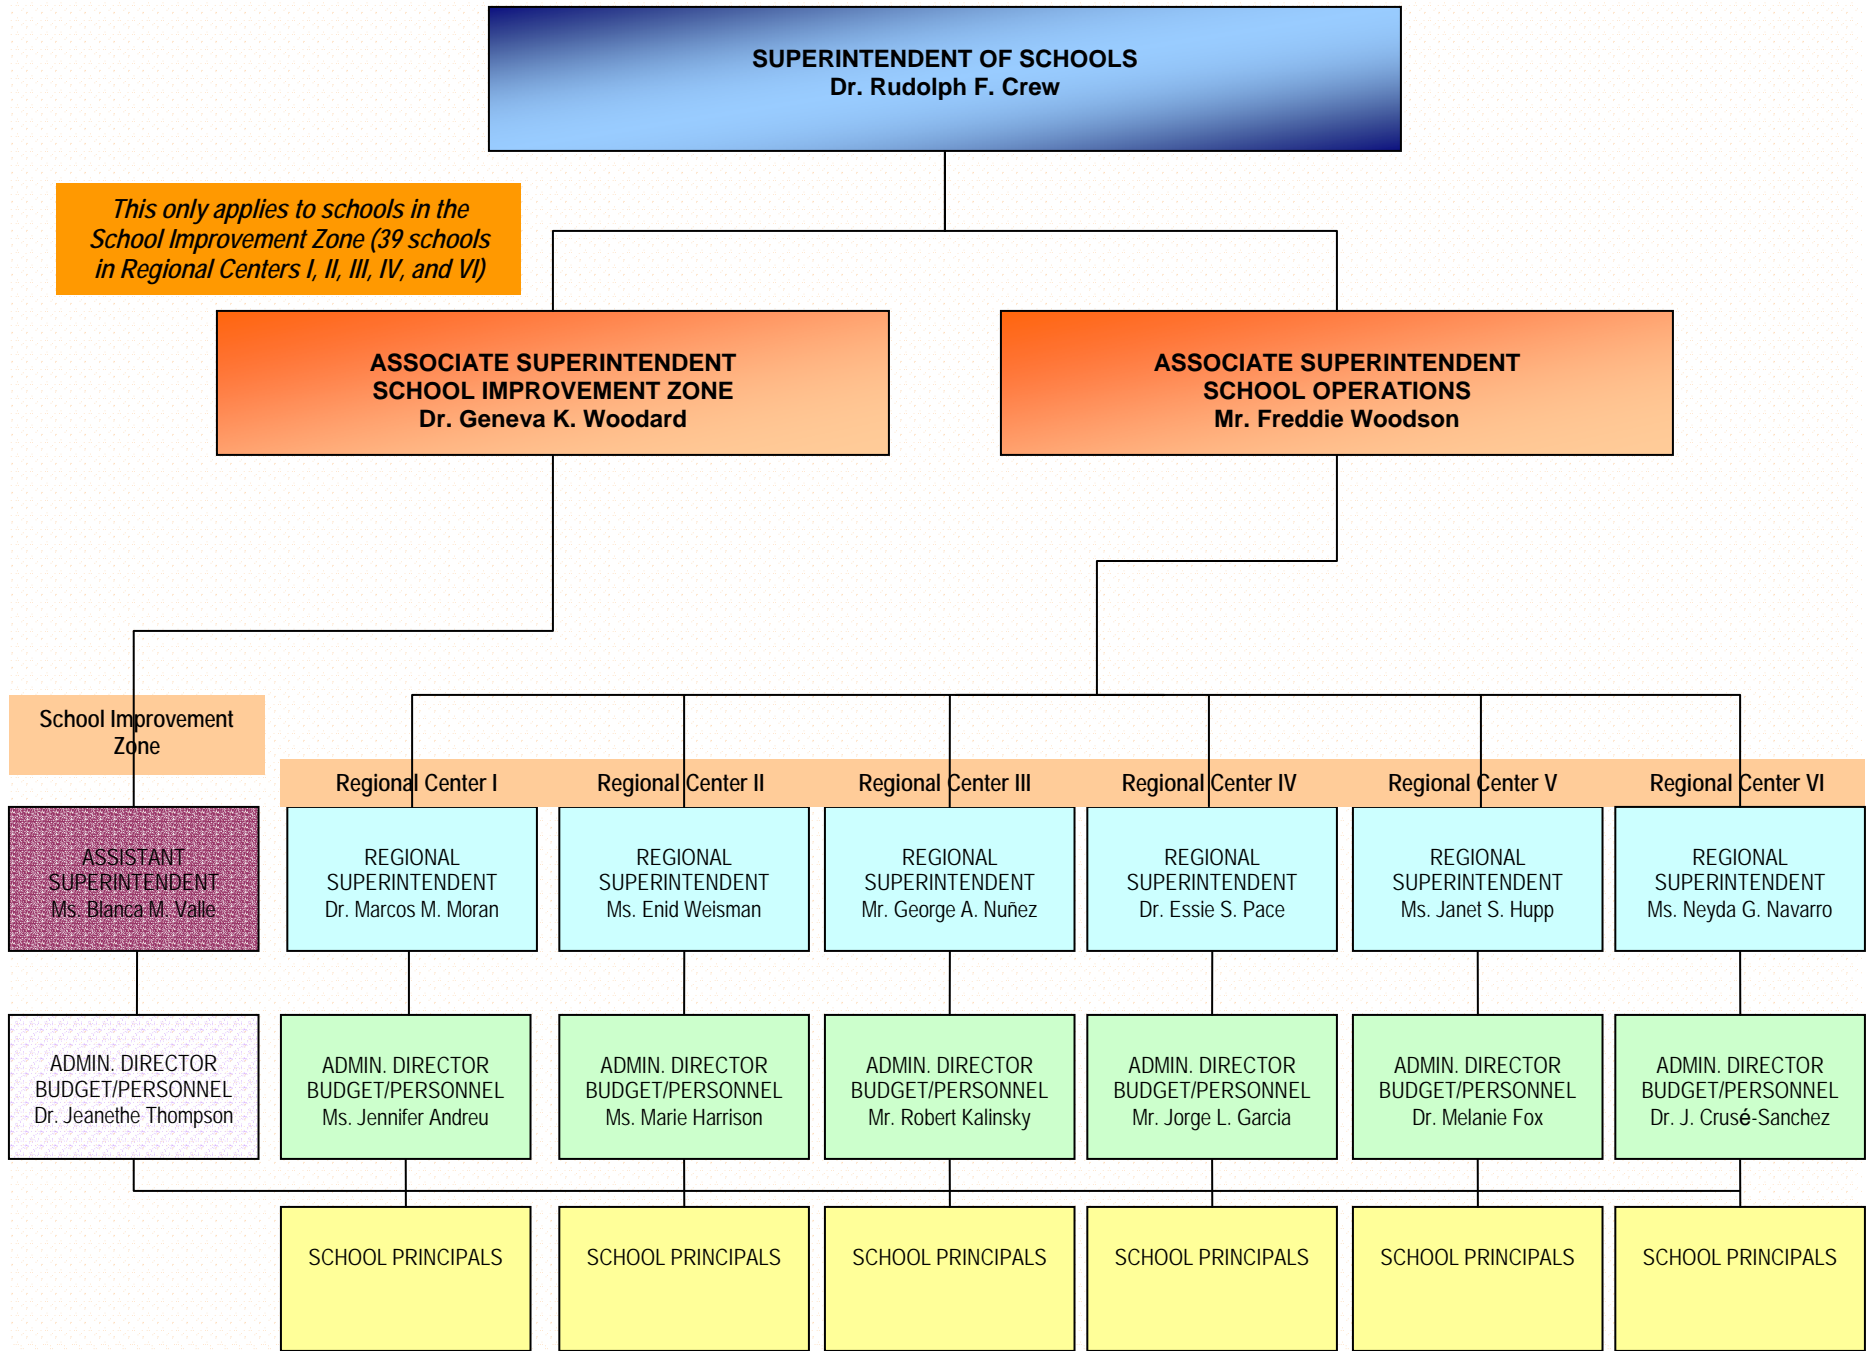 SUPERINTENDENT OF SCHOOLS
Dr. Rudolph F. Crew
This only applies to schools in the
School Improvement Zone (39 schools
in Regional Centers I, II, III, IV, and VI)
ASSOCIATE SUPERINTENDENT
SCHOOL IMPROVEMENT ZONE
Dr. Geneva K. Woodard
ASSOCIATE SUPERINTENDENT
SCHOOL OPERATIONS
Mr. Freddie Woodson
School Improvement
Zone
Regional Center I
Regional Center II
Regional Center III
Regional Center IV
Regional Center V
Regional Center VI
ASSISTANT
SUPERINTENDENT
Ms. Blanca M. Valle
REGIONAL
SUPERINTENDENT
Dr. Marcos M. Moran
REGIONAL
SUPERINTENDENT
Ms. Enid Weisman
REGIONAL
SUPERINTENDENT
Mr. George A. Nuñez
REGIONAL
SUPERINTENDENT
Dr. Essie S. Pace
REGIONAL
SUPERINTENDENT
Ms. Janet S. Hupp
REGIONAL
SUPERINTENDENT
Ms. Neyda G. Navarro
ADMIN. DIRECTOR
BUDGET/PERSONNEL
Dr. Jeanethe Thompson
ADMIN. DIRECTOR
BUDGET/PERSONNEL
Ms. Jennifer Andreu
ADMIN. DIRECTOR
BUDGET/PERSONNEL
Ms. Marie Harrison
ADMIN. DIRECTOR
BUDGET/PERSONNEL
Mr. Robert Kalinsky
ADMIN. DIRECTOR
BUDGET/PERSONNEL
Mr. Jorge L. Garcia
ADMIN. DIRECTOR
BUDGET/PERSONNEL
Dr. Melanie Fox
ADMIN. DIRECTOR
BUDGET/PERSONNEL
Dr. J. Crusé-Sanchez
SCHOOL PRINCIPALS
SCHOOL PRINCIPALS
SCHOOL PRINCIPALS
SCHOOL PRINCIPALS
SCHOOL PRINCIPALS
SCHOOL PRINCIPALS